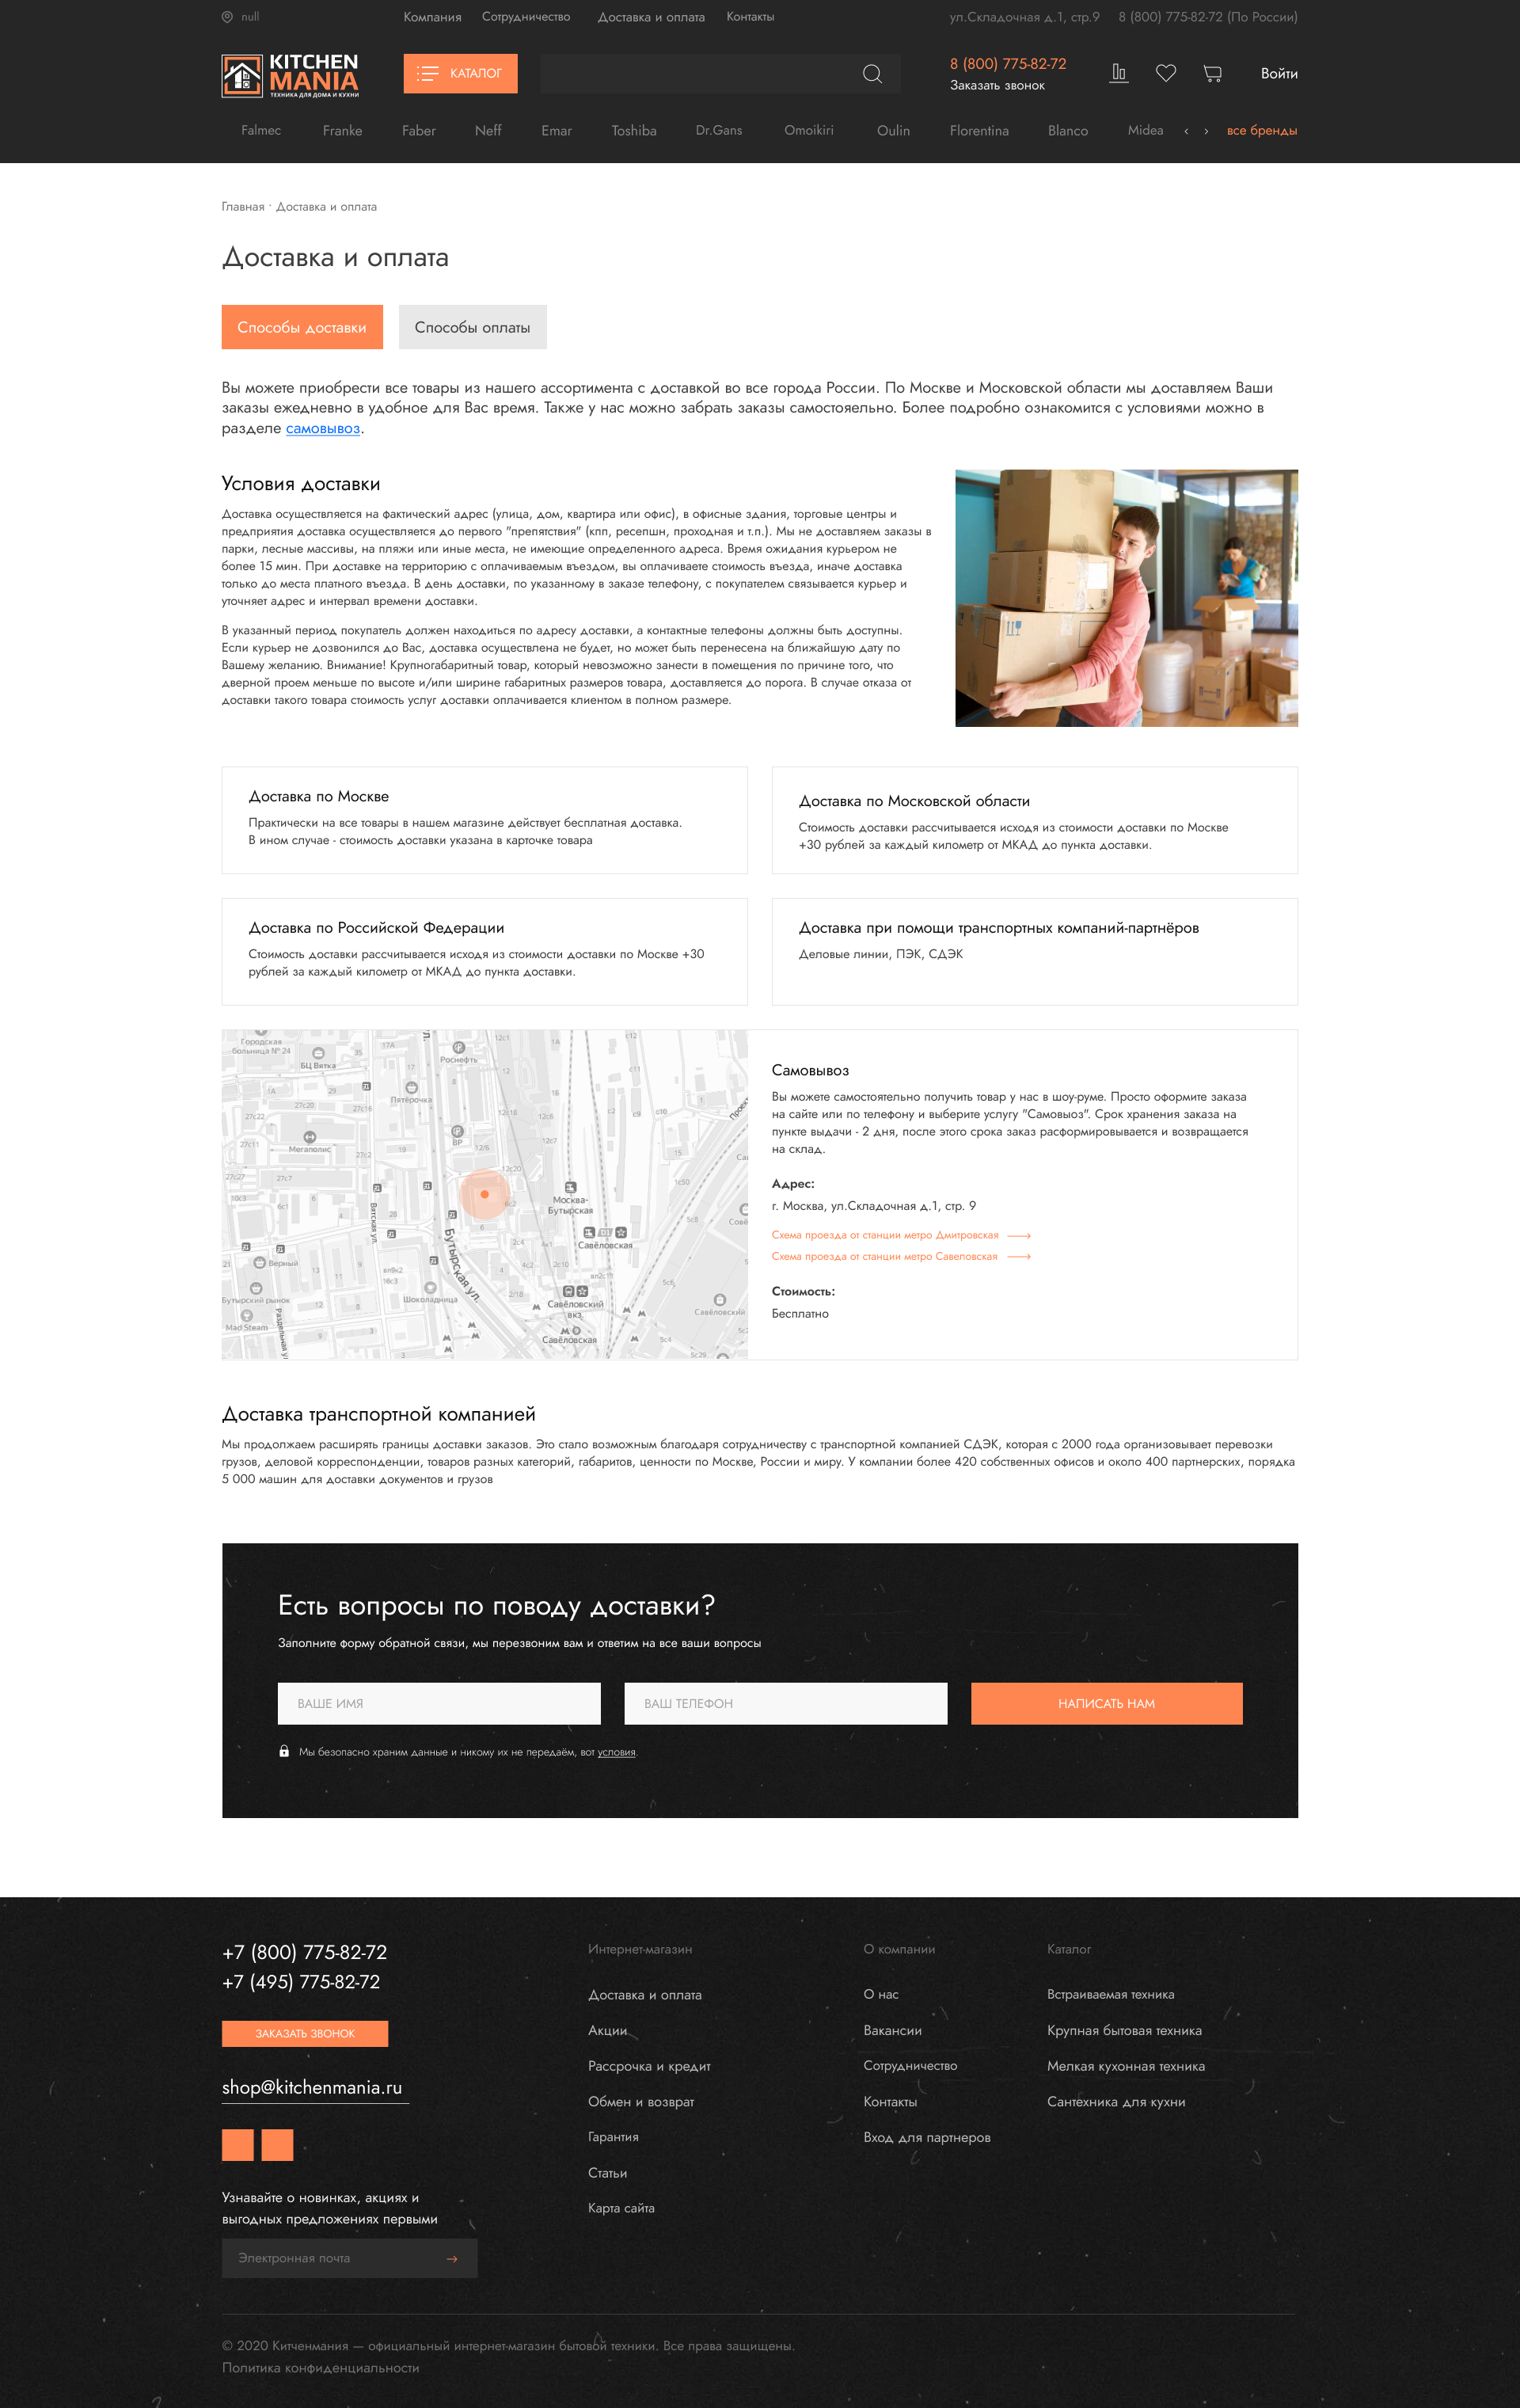 null
Компания Сотрудничество Доставка и оплата Контакты
ул.Складочная д.1, стр.9 8 (800) 775-82-72 (По России)
KITCHEN
MANIA
ТЕХНИКА ДЛЯ ДОМА И КУХНИ
КАТАЛОГ
8 (800) 775-82-72
Заказать звонок
Войти
Falmec Franke Faber Neff Emar Toshiba Dr.Gans Omoikiri Oulin Florentina Blanco Midea ‹ › все бренды
Главная · Доставка и оплата
Доставка и оплата
Способы доставки Способы оплаты
Вы можете приобрести все товары из нашего ассортимента с доставкой во все города России. По Москве и Московской области мы доставляем Ваши
заказы ежедневно в удобное для Вас время. Также у нас можно забрать заказы самостояельно. Более подробно ознакомится с условиями можно в
разделе самовывоз.
Условия доставки
Доставка осуществляется на фактический адрес (улица, дом, квартира или офис), в офисные здания, торговые центры и
предприятия доставка осуществляется до первого "препятствия" (кпп, ресепшн, проходная и т.п.). Мы не доставляем заказы в
парки, лесные массивы, на пляжи или иные места, не имеющие определенного адреса. Время ожидания курьером не
более 15 мин. При доставке на территорию с оплачиваемым въездом, вы оплачиваете стоимость въезда, иначе доставка
только до места платного въезда. В день доставки, по указанному в заказе телефону, с покупателем связывается курьер и
уточняет адрес и интервал времени доставки.
В указанный период покупатель должен находиться по адресу доставки, а контактные телефоны должны быть доступны.
Если курьер не дозвонился до Вас, доставка осуществлена не будет, но может быть перенесена на ближайшую дату по
Вашему желанию. Внимание! Крупногабаритный товар, который невозможно занести в помещения по причине того, что
дверной проем меньше по высоте и/или ширине габаритных размеров товара, доставляется до порога. В случае отказа от
доставки такого товара стоимость услуг доставки оплачивается клиентом в полном размере.
Доставка по Москве
Практически на все товары в нашем магазине действует бесплатная доставка.
В ином случае - стоимость доставки указана в карточке товара
Доставка по Московской области
Стоимость доставки рассчитывается исходя из стоимости доставки по Москве
+30 рублей за каждый километр от МКАД до пункта доставки.
Доставка по Российской Федерации
Стоимость доставки рассчитывается исходя из стоимости доставки по Москве +30
рублей за каждый километр от МКАД до пункта доставки.
Доставка при помощи транспортных компаний-партнёров
Деловые линии, ПЭК, СДЭК
Городская
больница № 24
БЦ Вятка
Роснефть
Пятёрочка
ВР
Мегаполис
Москва-
Бутырская
Савёловская
Вятская ул.
Бутырская ул.
Верный
Бутырский рынок
Шоколадница
Mad Steam
Савёловский
вкз.
Савёловская
Савёловский
Самовывоз
Вы можете самостоятельно получить товар у нас в шоу-руме. Просто оформите заказа
на сайте или по телефону и выберите услугу "Самовыоз". Срок хранения заказа на
пункте выдачи - 2 дня, после этого срока заказ расформировывается и возвращается
на склад.
Адрес:
г. Москва, ул.Складочная д.1, стр. 9
Схема проезда от станции метро Дмитровская
Схема проезда от станции метро Савеловская
Стоимость:
Бесплатно
Доставка транспортной компанией
Мы продолжаем расширять границы доставки заказов. Это стало возможным благодаря сотрудничеству с транспортной компанией СДЭК, которая с 2000 года организовывает перевозки
грузов, деловой корреспонденции, товаров разных категорий, габаритов, ценности по Москве, России и миру. У компании более 420 собственных офисов и около 400 партнерских, порядка
5 000 машин для доставки документов и грузов
Есть вопросы по поводу доставки?
Заполните форму обратной связи, мы перезвоним вам и ответим на все ваши вопросы
ВАШЕ ИМЯ ВАШ ТЕЛЕФОН НАПИСАТЬ НАМ
Мы безопасно храним данные и никому их не передаём, вот условия.
+7 (800) 775-82-72
+7 (495) 775-82-72
ЗАКАЗАТЬ ЗВОНОК
shop@kitchenmania.ru
Узнавайте о новинках, акциях и
выгодных предложениях первыми
Электронная почта
Интернет-магазин
Доставка и оплата
Акции
Рассрочка и кредит
Обмен и возврат
Гарантия
Статьи
Карта сайта
О компании
О нас
Вакансии
Сотрудничество
Контакты
Вход для партнеров
Каталог
Встраиваемая техника
Крупная бытовая техника
Мелкая кухонная техника
Сантехника для кухни
© 2020 Китченмания — официальный интернет-магазин бытовой техники. Все права защищены.
Политика конфиденциальности